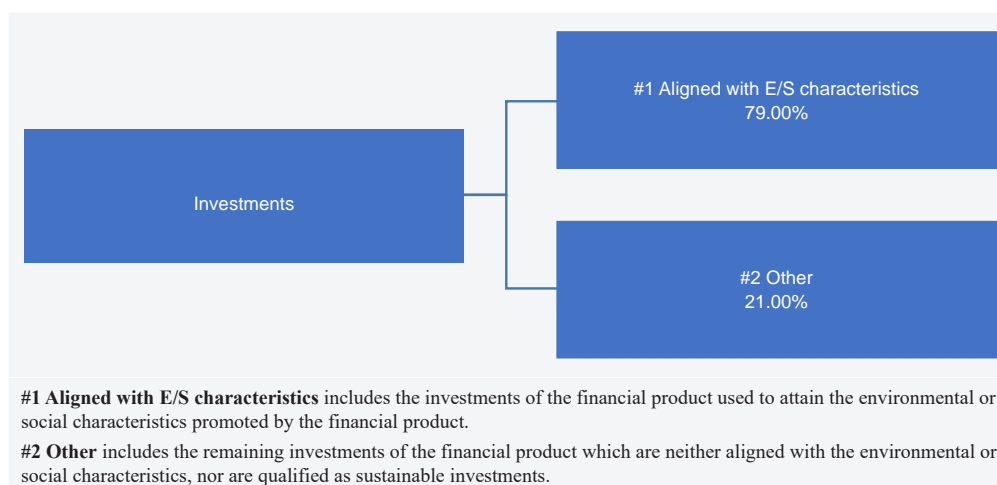 #1 Aligned with E/S characteristics
79.00%
Investments
#2 Other
21.00%
#1 Aligned with E/S characteristics includes the investments of the financial product used to attain the environmental or
social characteristics promoted by the financial product.
#2 Other includes the remaining investments of the financial product which are neither aligned with the environmental or
social characteristics, nor are qualified as sustainable investments.